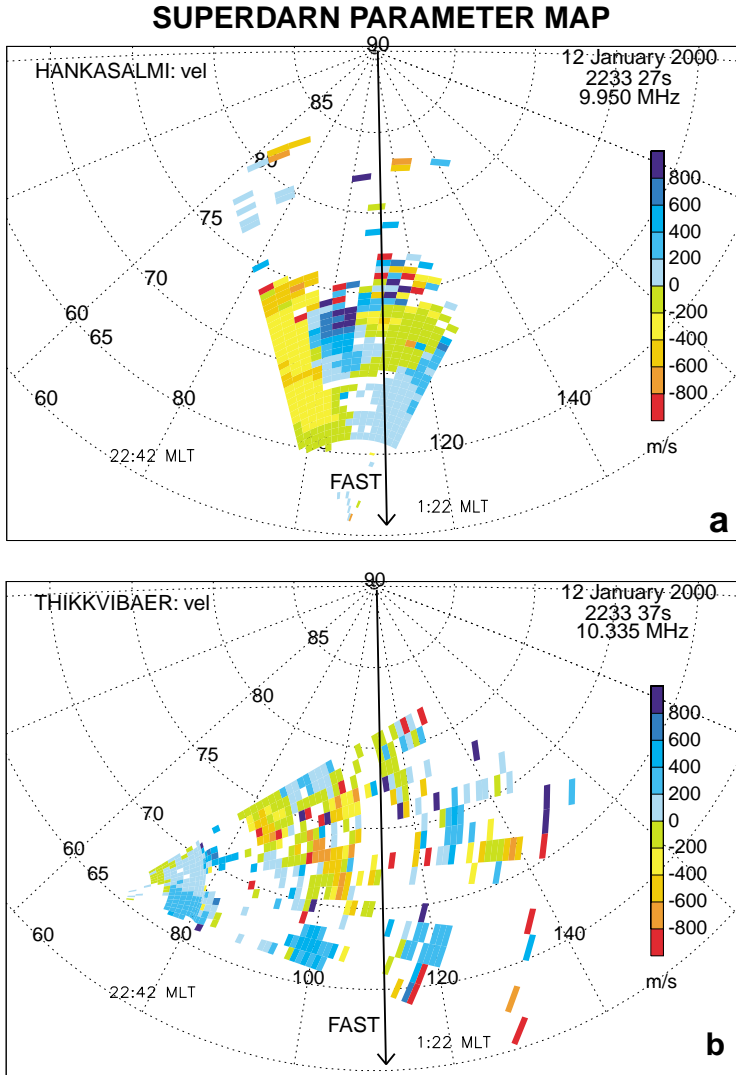 SUPERDARN PARAMETER MAP
90
HANKASALMI: vel
12 January 2000
2233 27s
9.950 MHz
85
80
75
70
60
65
60
80
140
120
22:42 MLT
FAST
1:22 MLT
800
600
400
200
0
-200
-400
-600
-800
m/s
a
90
THIKKVIBAER: vel
12 January 2000
2233 37s
10.335 MHz
85
80
75
70
60
65
60
80
100
120
140
22:42 MLT
FAST
1:22 MLT
800
600
400
200
0
-200
-400
-600
-800
m/s
b